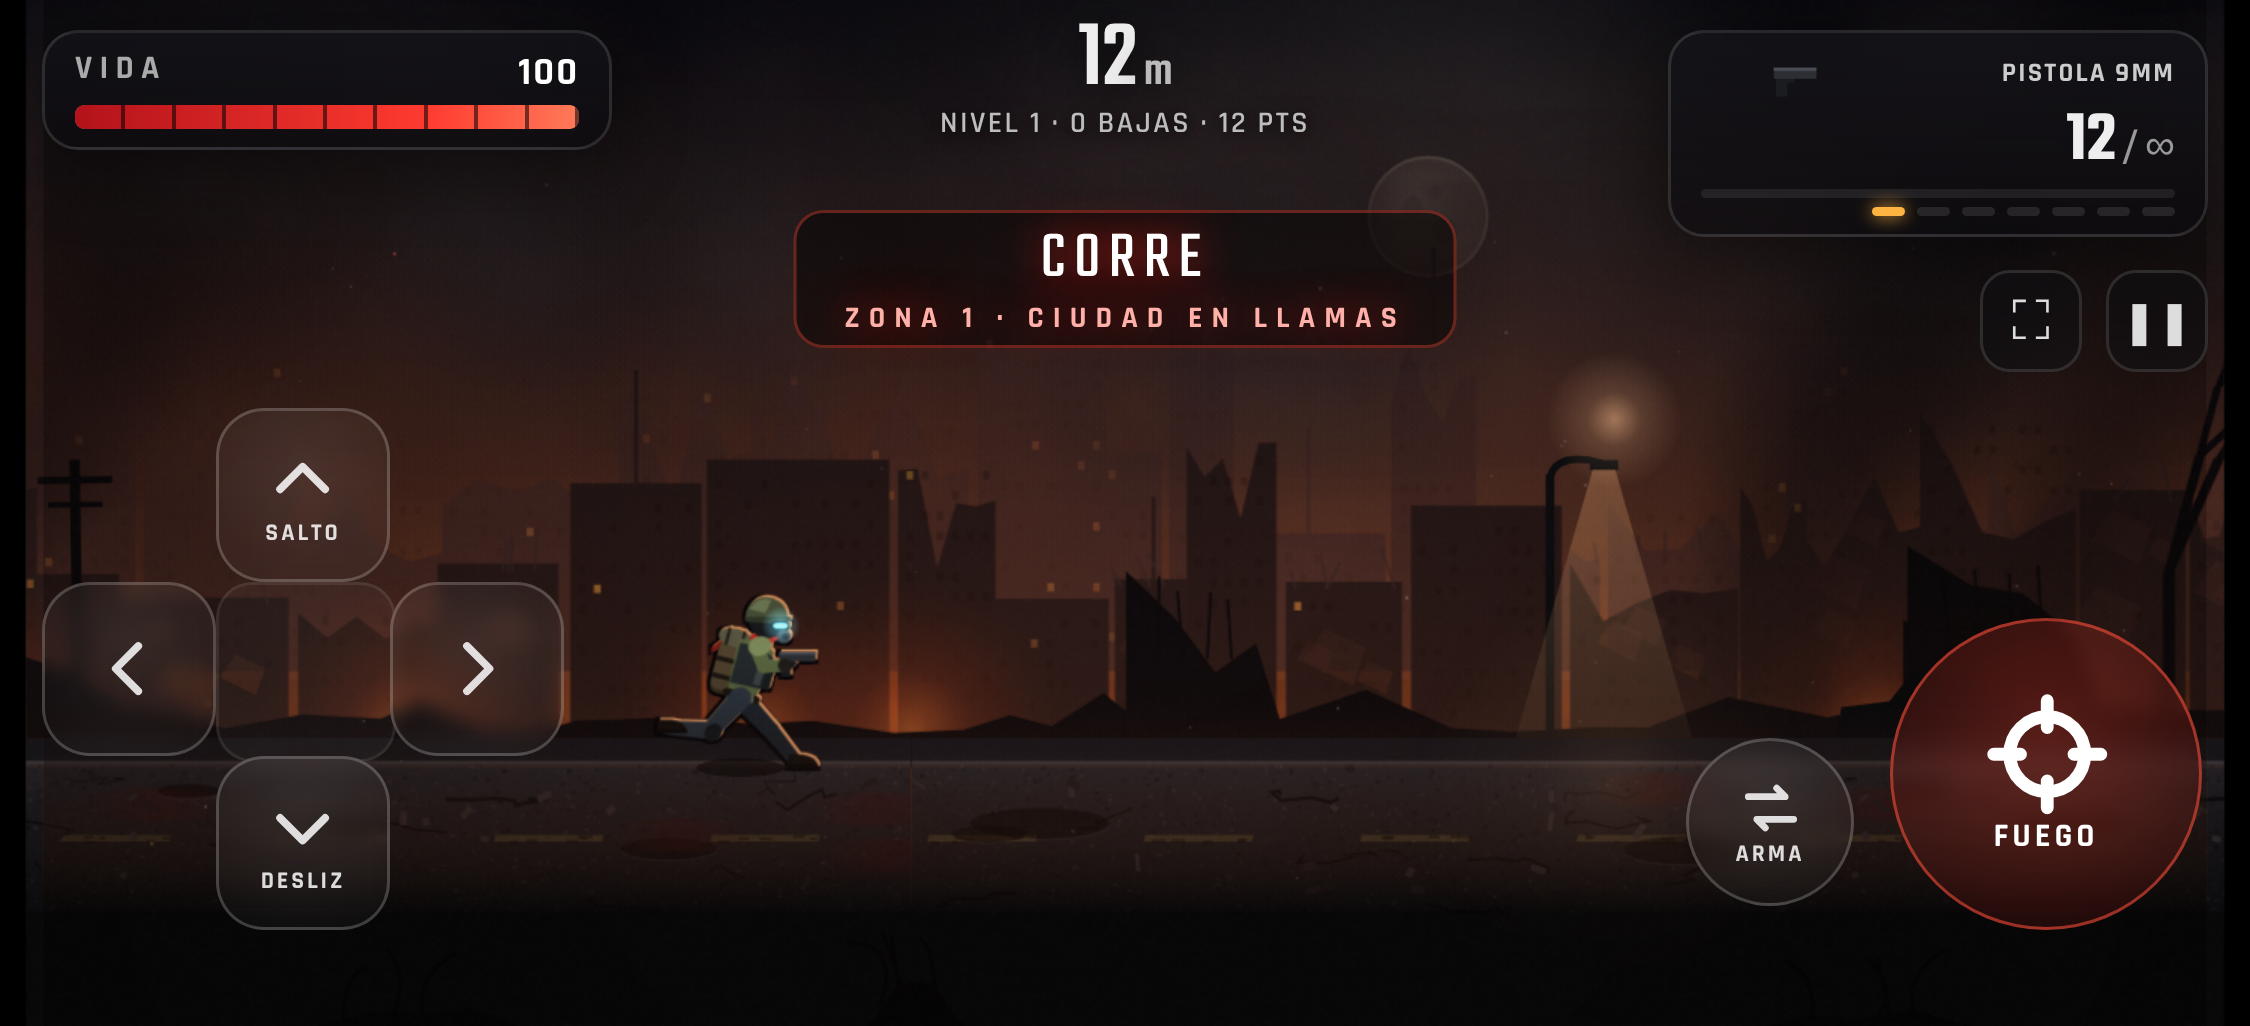 VIDA 100
12 m
NIVEL 1 · 0 BAJAS · 12 PTS
PISTOLA 9MM
12 / ∞
CORRE
ZONA 1 · CIUDAD EN LLAMAS
SALTO
DESLIZ
ARMA
FUEGO